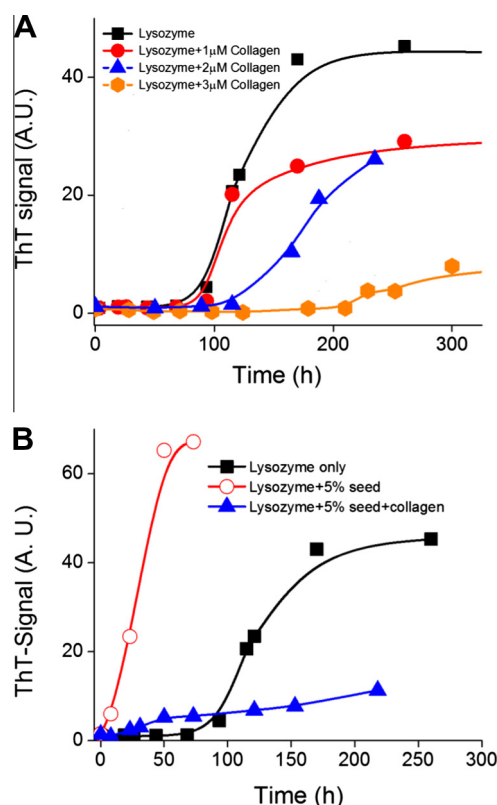 A
Lysozyme
Lysozyme+1μM Collagen
Lysozyme+2μM Collagen
Lysozyme+3μM Collagen
ThT signal (A.U.)
40
20
0
0 100 200 300
Time (h)
B
Lysozyme only
Lysozyme+5% seed
Lysozyme+5% seed+collagen
ThT-Signal (A. U.)
60
40
20
0
0 50 100 150 200 250 300
Time (h)